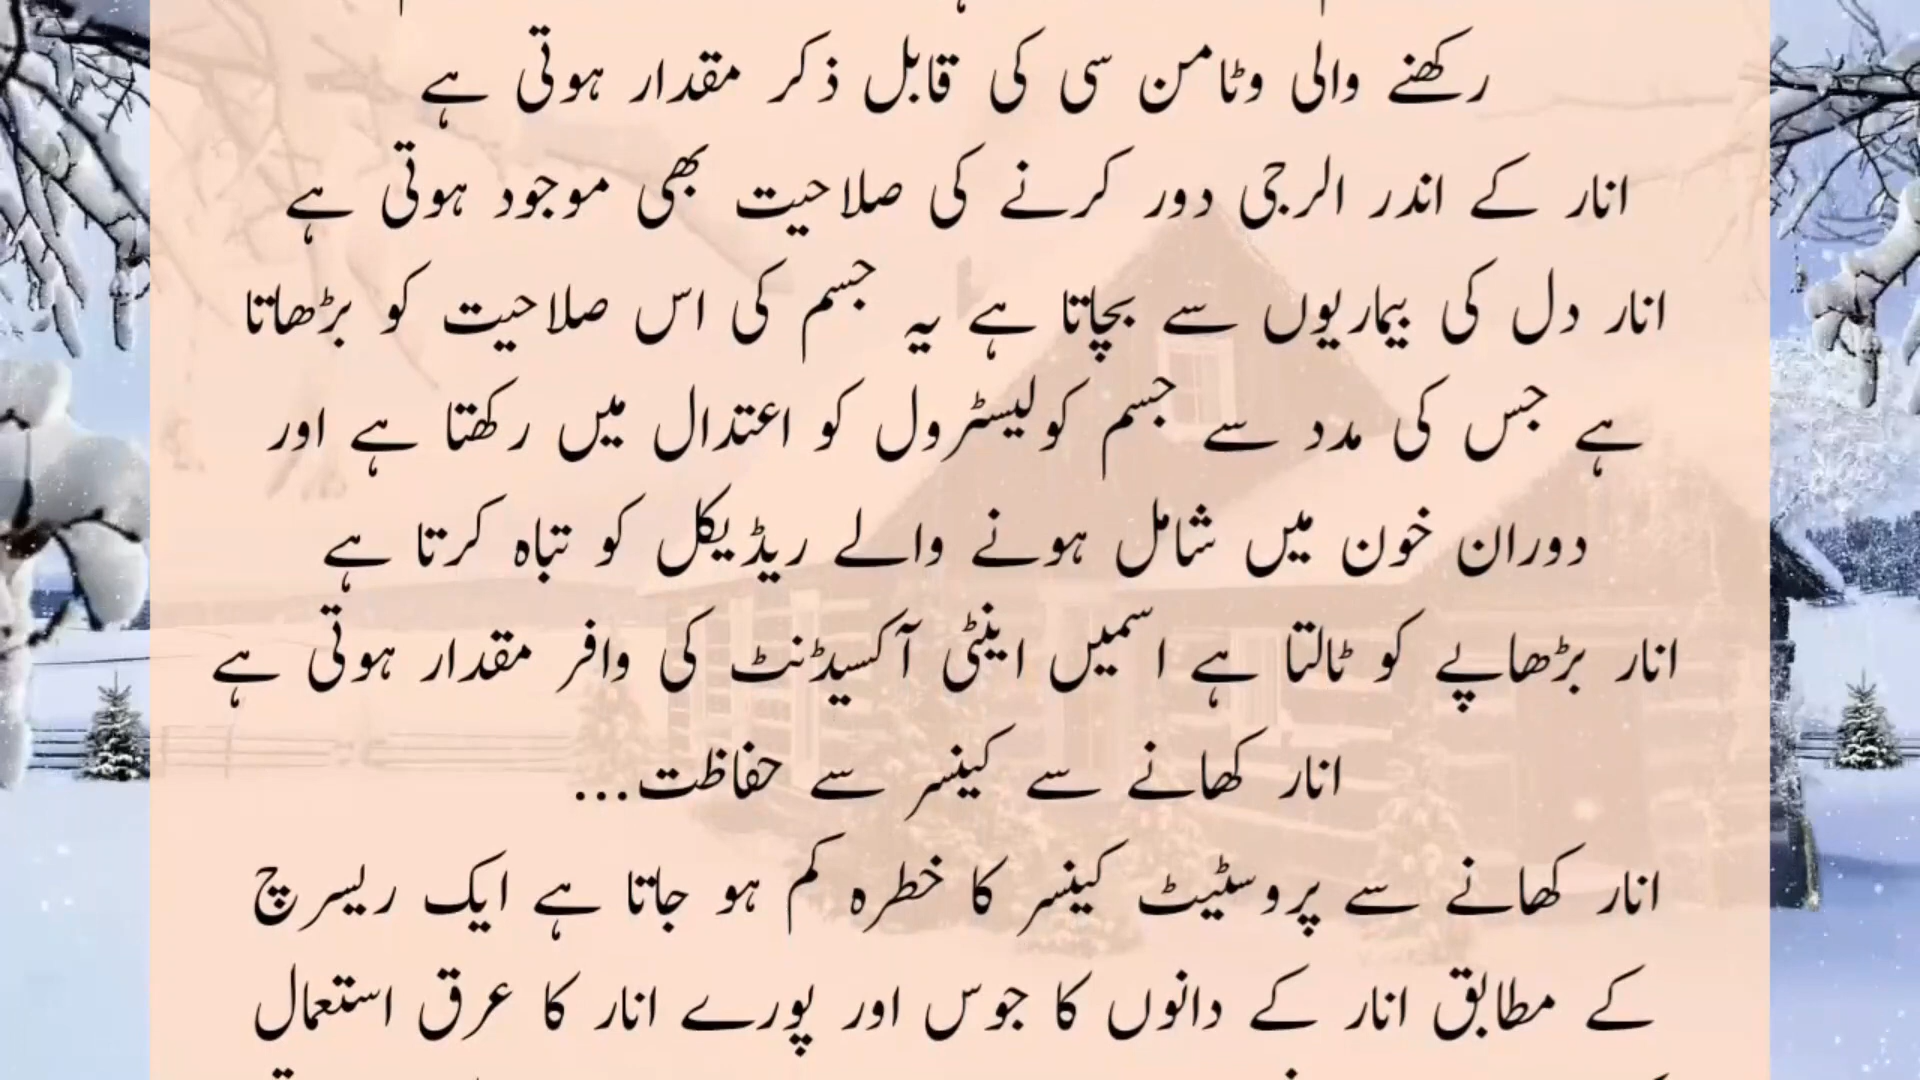 رکھنے والی وٹامن سی کی قابل ذکر مقدار ہوتی ہے
انار کے اندر الرجی دور کرنے کی صلاحیت بھی موجود ہوتی ہے
انار دل کی بیماریوں سے بچاتا ہے یہ جسم کی اس صلاحیت کو بڑھاتا
ہے جس کی مدد سے جسم کولیسٹرول کو اعتدال میں رکھتا ہے اور
دوران خون میں شامل ہونے والے ریڈیکل کو تباہ کرتا ہے
انار بڑھاپے کو ٹالتا ہے اسمیں اینٹی آکسیڈنٹ کی وافر مقدار ہوتی ہے
انار کھانے سے کینسر سے حفاظت...
انار کھانے سے پروسٹیٹ کینسر کا خطرہ کم ہو جاتا ہے ایک ریسرچ
کے مطابق انار کے دانوں کا جوس اور پورے انار کا عرق استعمال